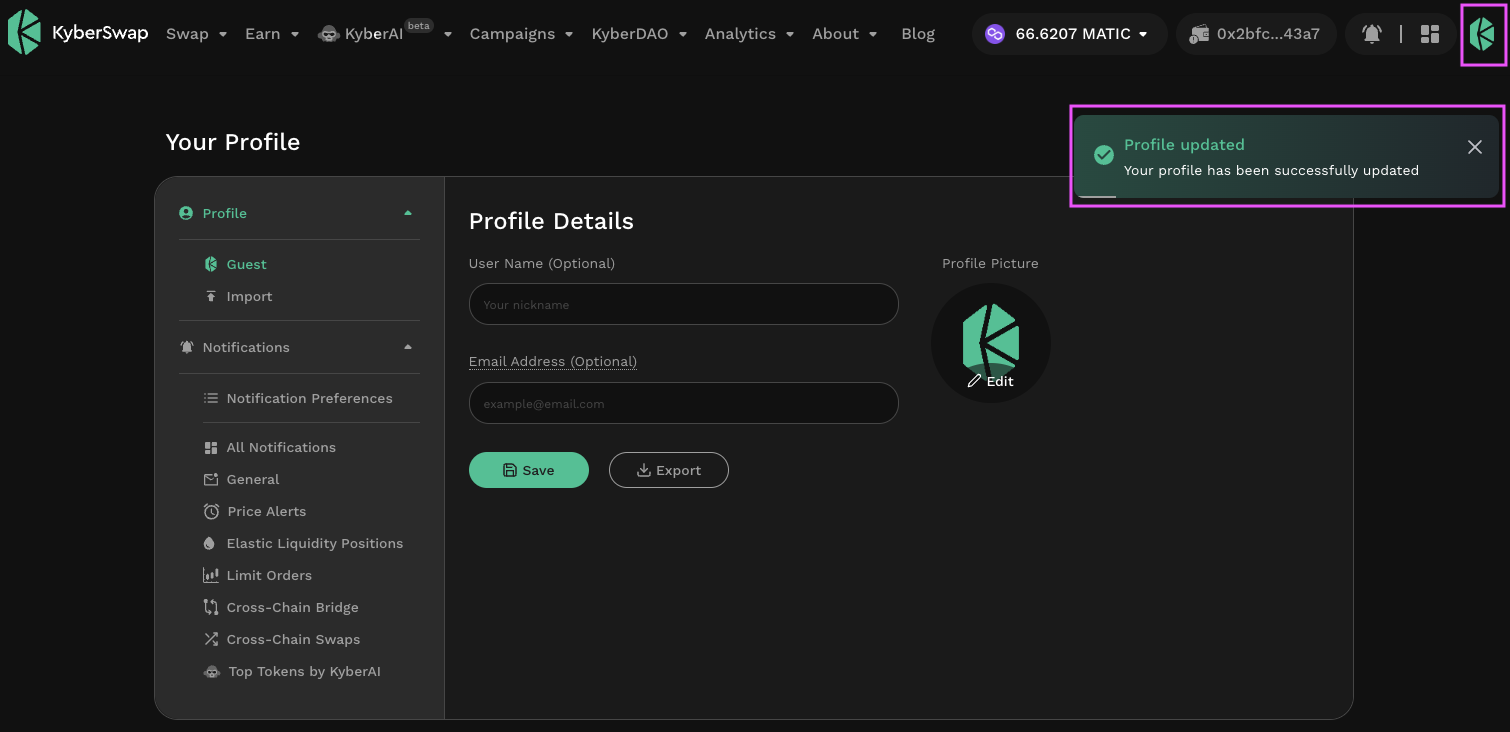 KyberSwap Swap Earn KyberAI beta Campaigns KyberDAO Analytics About Blog 66.6207 MATIC 0x2bfc...43a7
Your Profile
Profile updated
Your profile has been successfully updated
Profile
Guest
Import
Notifications
Notification Preferences
All Notifications
General
Price Alerts
Elastic Liquidity Positions
Limit Orders
Cross-Chain Bridge
Cross-Chain Swaps
Top Tokens by KyberAI
Profile Details
User Name (Optional)
Your nickname
Email Address (Optional)
example@email.com
Save Export
Profile Picture
Edit